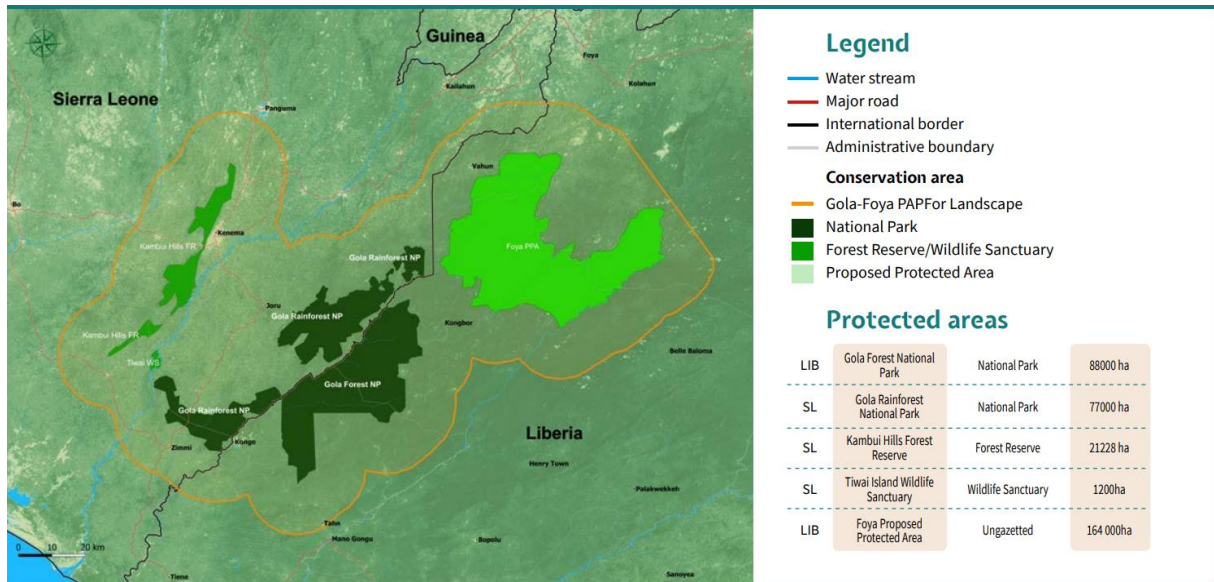 Guinea
Foya
Kailahun
Kolahun
Sierra Leone
Panguma
Vahun
Bo
Kenema
Kambui Hills FR
Foya PPA
Gola Rainforest NP
Joru
Gola Rainforest NP
Kongbor
Kambui Hills FR
Belle Baloma
Tiwai WS
Gola Forest NP
Gola Rainforest NP
Liberia
Zimmi
Kongo
Henry Town
Palakwekkeh
Tahn
Mano Gongu
Bopolu
0 10 20 km
Tiene
Sanoyea
Legend
Water stream
Major road
International border
Administrative boundary
Conservation area
Gola-Foya PAPFor Landscape
National Park
Forest Reserve/Wildlife Sanctuary
Proposed Protected Area
Protected areas
LIB Gola Forest National Park National Park 88000 ha
SL Gola Rainforest National Park National Park 77000 ha
SL Kambui Hills Forest Reserve Forest Reserve 21228 ha
SL Tiwai Island Wildlife Sanctuary Wildlife Sanctuary 1200ha
LIB Foya Proposed Protected Area Ungazetted 164 000ha